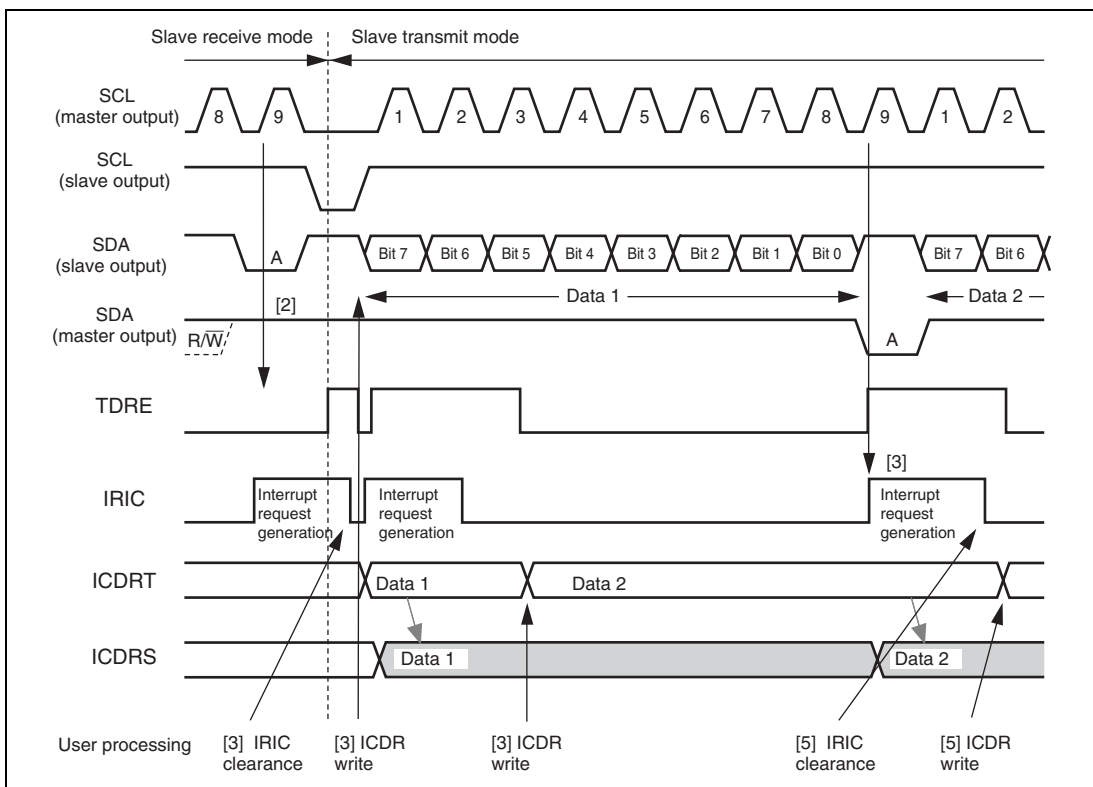 Slave receive mode
Slave transmit mode
SCL
(master output)
8
9
1
2
3
4
5
6
7
8
9
1
2
SCL
(slave output)
SDA
(slave output)
A
Bit 7
Bit 6
Bit 5
Bit 4
Bit 3
Bit 2
Bit 1
Bit 0
Bit 7
Bit 6
[2]
Data 1
Data 2
SDA
(master output)
R/W̅
A
TDRE
[3]
IRIC
Interrupt
request
generation
Interrupt
request
generation
Interrupt
request
generation
ICDRT
Data 1
Data 2
ICDRS
Data 1
Data 2
User processing
[3] IRIC
clearance
[3] ICDR
write
[3] ICDR
write
[5] IRIC
clearance
[5] ICDR
write